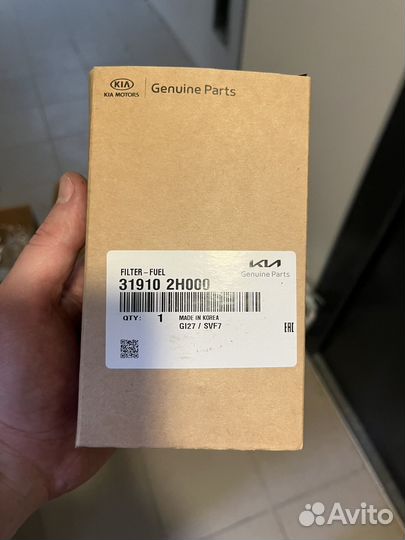 KIA
KIA MOTORS
Genuine Parts
FILTER-FUEL
31910 2H000
KIA
Genuine Parts
QTY: 1 MADE IN KOREA
GI27 / SVF7
EAC
Avito